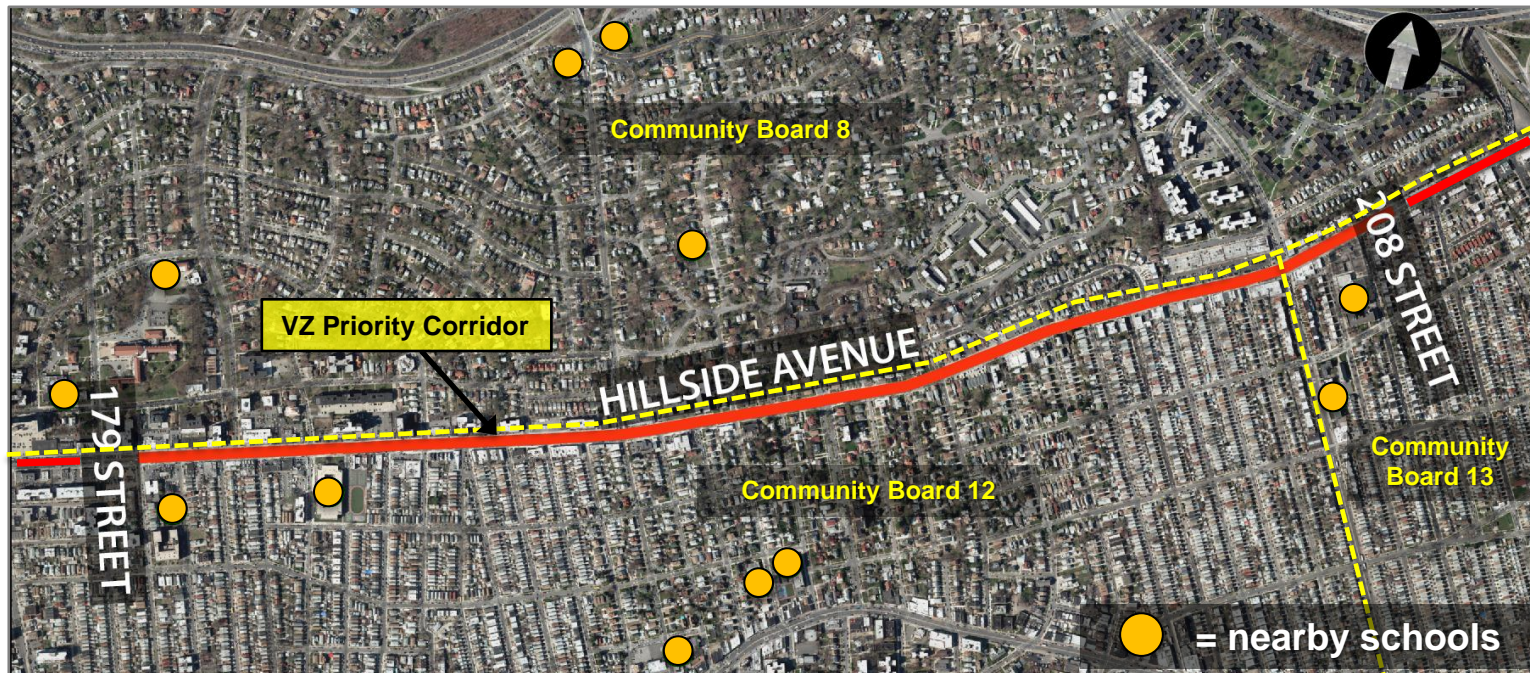 Community Board 8
VZ Priority Corridor
HILLSIDE AVENUE
208 STREET
179 STREET
Community Board 12
Community
Board 13
= nearby schools